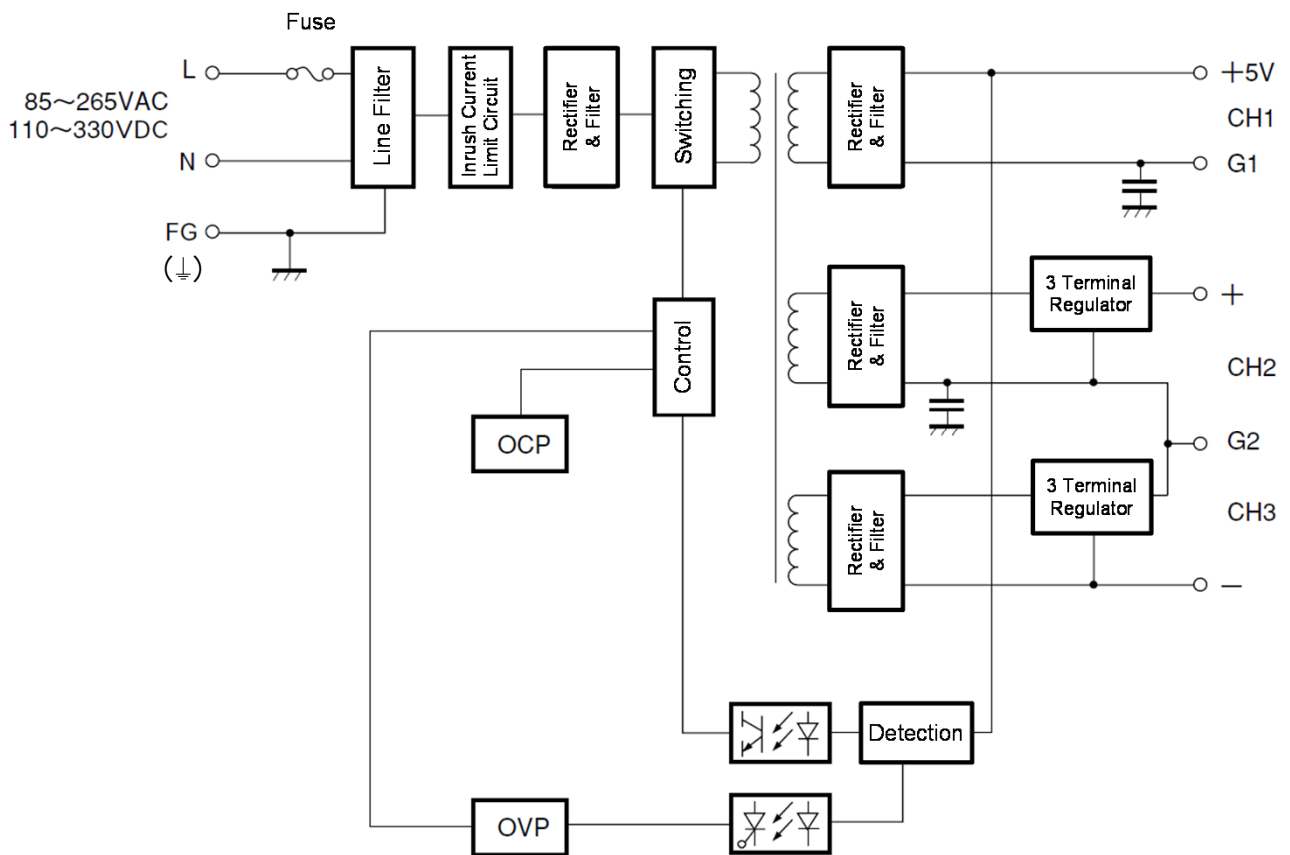 Fuse
L
85～265VAC
110～330VDC
N
FG
(⏚)
Line Filter
Inrush Current
Limit Circuit
Rectifier
& Filter
Switching
Rectifier
& Filter
+5V
CH1
G1
Control
OCP
Rectifier
& Filter
3 Terminal
Regulator
+
CH2
G2
Rectifier
& Filter
3 Terminal
Regulator
CH3
—
Detection
OVP